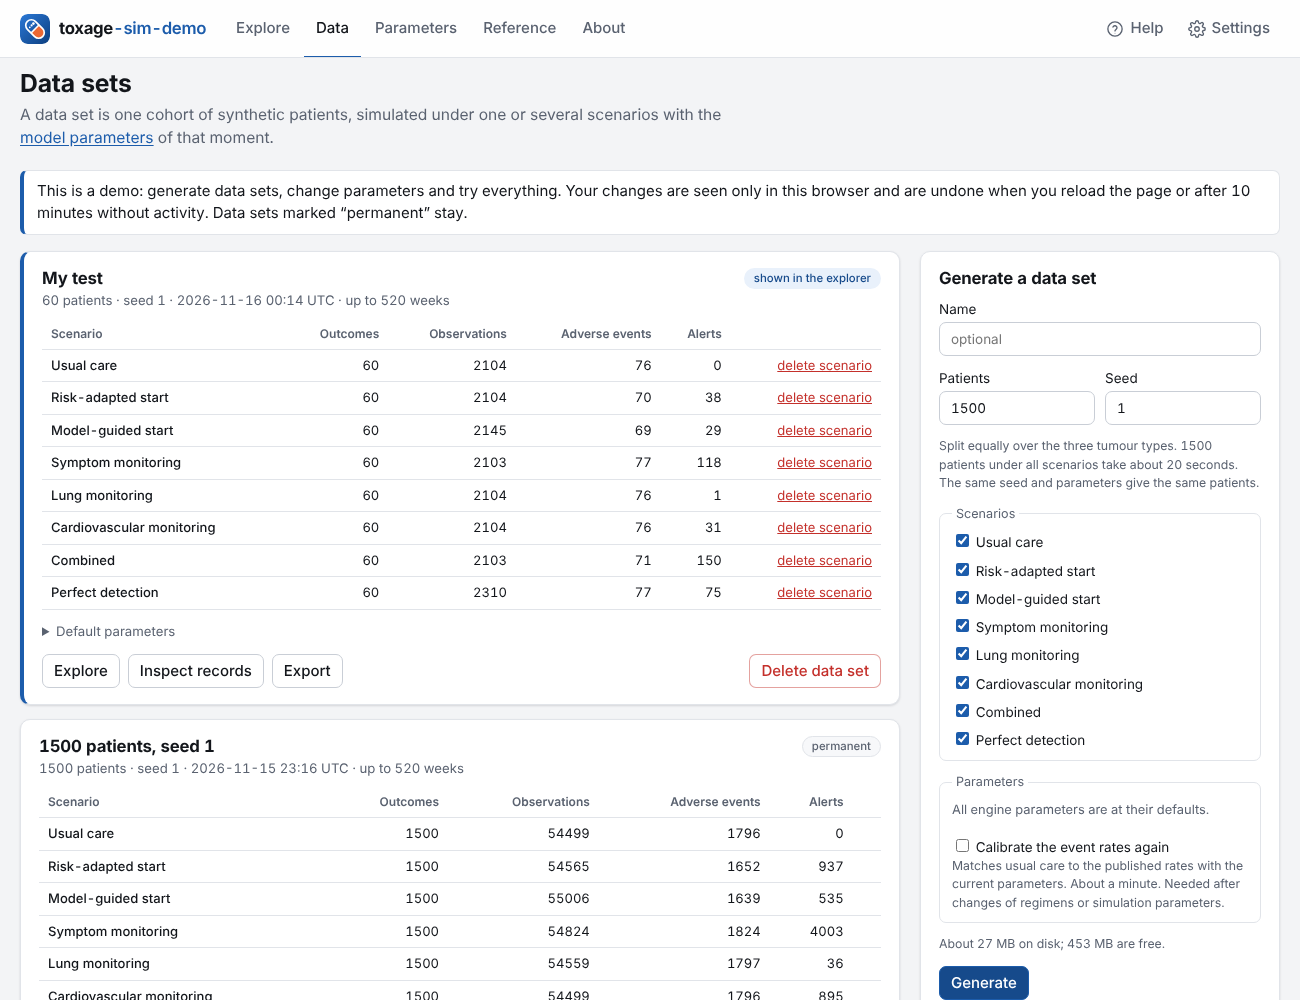 toxage-sim-demo
Explore
Data
Parameters
Reference
About
Help
Settings
Data sets
A data set is one cohort of synthetic patients, simulated under one or several scenarios with the
model parameters of that moment.
This is a demo: generate data sets, change parameters and try everything. Your changes are seen only in this browser and are undone when you reload the page or after 10
minutes without activity. Data sets marked “permanent” stay.
My test
shown in the explorer
60 patients · seed 1 · 2026-11-16 00:14 UTC · up to 520 weeks
Scenario Outcomes Observations Adverse events Alerts
Usual care 60 2104 76 0 delete scenario
Risk-adapted start 60 2104 70 38 delete scenario
Model-guided start 60 2145 69 29 delete scenario
Symptom monitoring 60 2103 77 118 delete scenario
Lung monitoring 60 2104 76 1 delete scenario
Cardiovascular monitoring 60 2104 76 31 delete scenario
Combined 60 2103 71 150 delete scenario
Perfect detection 60 2310 77 75 delete scenario
Default parameters
Explore
Inspect records
Export
Delete data set
1500 patients, seed 1
permanent
1500 patients · seed 1 · 2026-11-15 23:16 UTC · up to 520 weeks
Scenario Outcomes Observations Adverse events Alerts
Usual care 1500 54499 1796 0
Risk-adapted start 1500 54565 1652 937
Model-guided start 1500 55006 1639 535
Symptom monitoring 1500 54824 1824 4003
Lung monitoring 1500 54559 1797 36
Cardiovascular monitoring 1500 54499 1796 895
Generate a data set
Name
optional
Patients
Seed
1500
1
Split equally over the three tumour types. 1500
patients under all scenarios take about 20 seconds.
The same seed and parameters give the same patients.
Scenarios
Usual care
Risk-adapted start
Model-guided start
Symptom monitoring
Lung monitoring
Cardiovascular monitoring
Combined
Perfect detection
Parameters
All engine parameters are at their defaults.
Calibrate the event rates again
Matches usual care to the published rates with the
current parameters. About a minute. Needed after
changes of regimens or simulation parameters.
About 27 MB on disk; 453 MB are free.
Generate